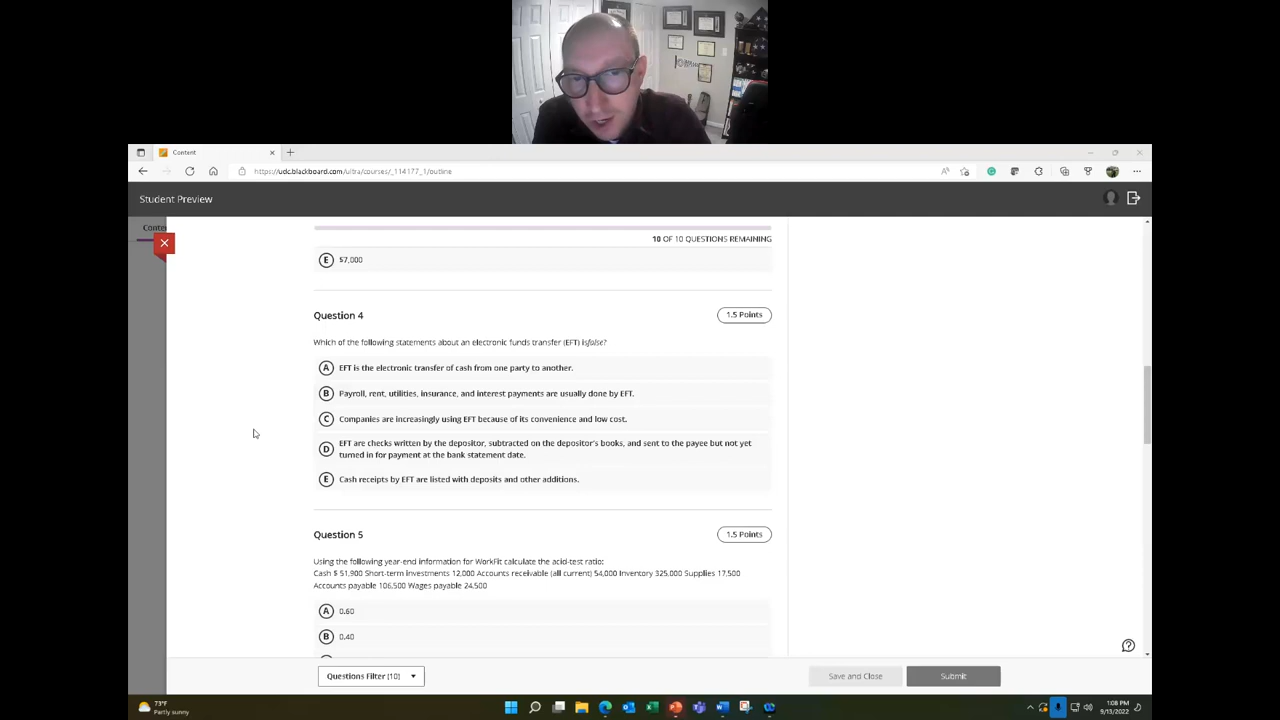 Content
https://udc.blackboard.com/ultra/courses/_114177_1/outline
Student Preview
Conte
10 OF 10 QUESTIONS REMAINING
E 57,000
Question 4
1.5 Points
Which of the following statements about an electronic funds transfer (EFT) isfalse?
A EFT is the electronic transfer of cash from one party to another.
B Payroll, rent, utilities, insurance, and interest payments are usually done by EFT.
C Companies are increasingly using EFT because of its convenience and low cost.
D EFT are checks written by the depositor, subtracted on the depositor's books, and sent to the payee but not yet
turned in for payment at the bank statement date.
E Cash receipts by EFT are listed with deposits and other additions.
Question 5
1.5 Points
Using the following year-end information for WorkFit calculate the acid-test ratio:
Cash $ 51,900 Short-term investments 12,000 Accounts receivable (all current) 54,000 Inventory 325,000 Supplies 17,500
Accounts payable 106,500 Wages payable 24,500
A 0.60
B 0.40
Questions Filter (10)
Save and Close
Submit
73°F
Partly sunny
1:08 PM
9/13/2022